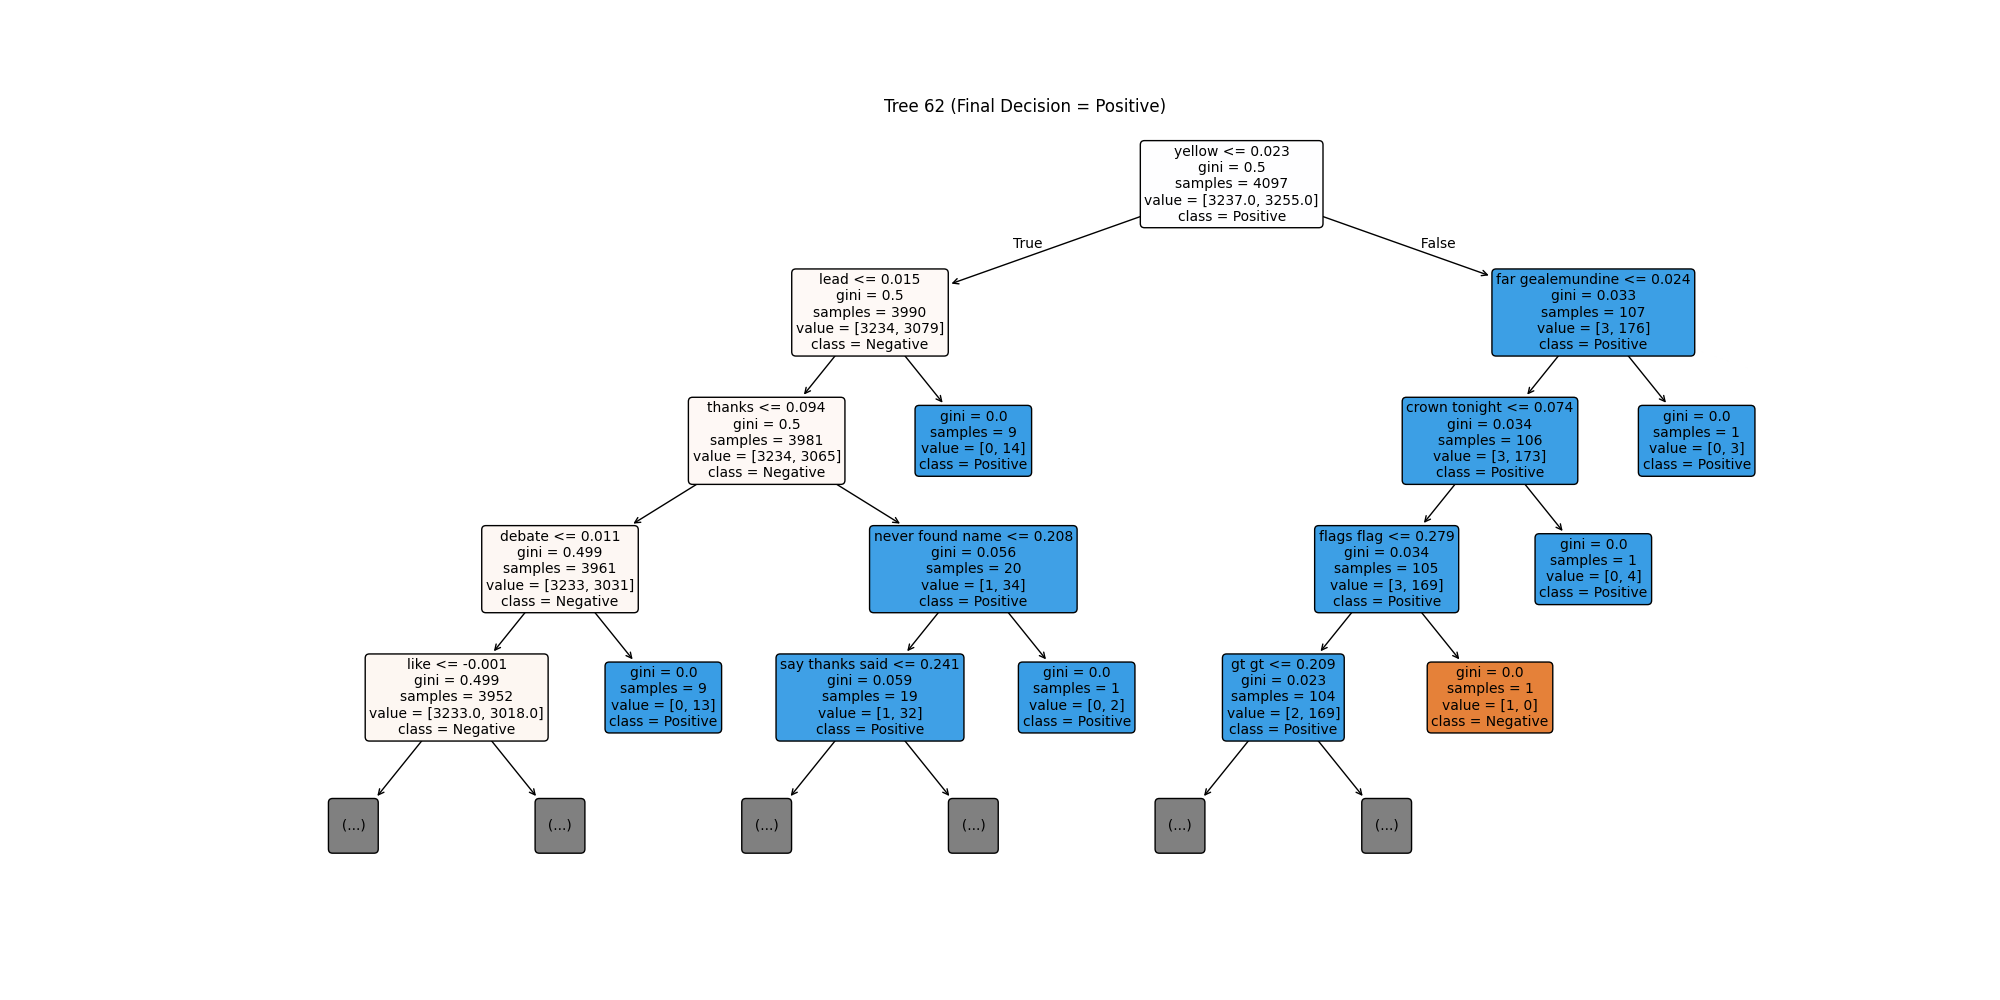 Tree 62 (Final Decision = Positive)
yellow <= 0.023
gini = 0.5
samples = 4097
value = [3237.0, 3255.0]
class = Positive
True
False
lead <= 0.015
gini = 0.5
samples = 3990
value = [3234, 3079]
class = Negative
far gealemundine <= 0.024
gini = 0.033
samples = 107
value = [3, 176]
class = Positive
thanks <= 0.094
gini = 0.5
samples = 3981
value = [3234, 3065]
class = Negative
gini = 0.0
samples = 9
value = [0, 14]
class = Positive
crown tonight <= 0.074
gini = 0.034
samples = 106
value = [3, 173]
class = Positive
gini = 0.0
samples = 1
value = [0, 3]
class = Positive
debate <= 0.011
gini = 0.499
samples = 3961
value = [3233, 3031]
class = Negative
never found name <= 0.208
gini = 0.056
samples = 20
value = [1, 34]
class = Positive
flags flag <= 0.279
gini = 0.034
samples = 105
value = [3, 169]
class = Positive
gini = 0.0
samples = 1
value = [0, 4]
class = Positive
like <= -0.001
gini = 0.499
samples = 3952
value = [3233.0, 3018.0]
class = Negative
gini = 0.0
samples = 9
value = [0, 13]
class = Positive
say thanks said <= 0.241
gini = 0.059
samples = 19
value = [1, 32]
class = Positive
gini = 0.0
samples = 1
value = [0, 2]
class = Positive
gt gt <= 0.209
gini = 0.023
samples = 104
value = [2, 169]
class = Positive
gini = 0.0
samples = 1
value = [1, 0]
class = Negative
(...)
(...)
(...)
(...)
(...)
(...)